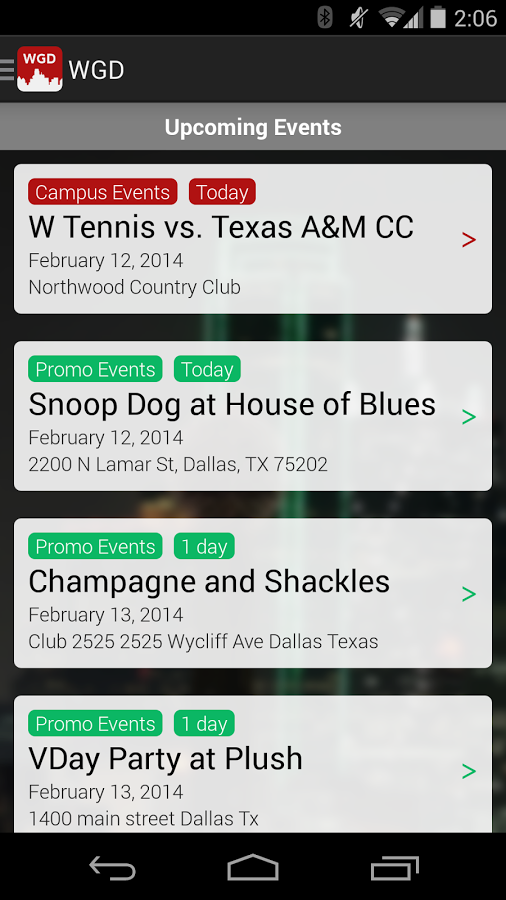 2:06
WGD WGD
Upcoming Events
Campus Events Today
W Tennis vs. Texas A&M CC
February 12, 2014
Northwood Country Club
>
Promo Events Today
Snoop Dog at House of Blues
February 12, 2014
2200 N Lamar St, Dallas, TX 75202
>
Promo Events 1 day
Champagne and Shackles
February 13, 2014
Club 2525 2525 Wycliff Ave Dallas Texas
>
Promo Events 1 day
VDay Party at Plush
February 13, 2014
1400 main street Dallas Tx
>